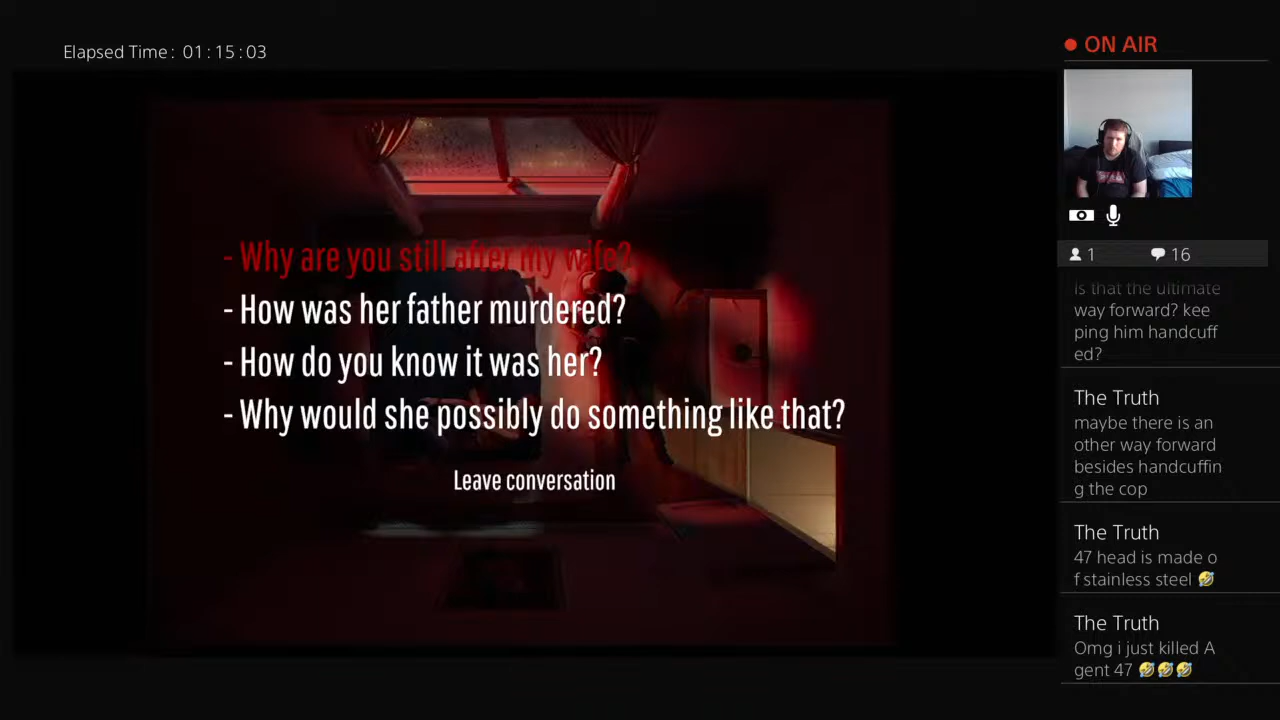 Elapsed Time: 01:15:03
ON AIR
- Why are you still after my wife?
- How was her father murdered?
- How do you know it was her?
- Why would she possibly do something like that?
Leave conversation
1 16
Is that the ultimate
way forward? kee
ping him handcuff
ed?
The Truth
maybe there is an
other way forward
besides handcuffin
g the cop
The Truth
47 head is made o
f stainless steel 🤣
The Truth
Omg i just killed A
gent 47 🤣🤣🤣